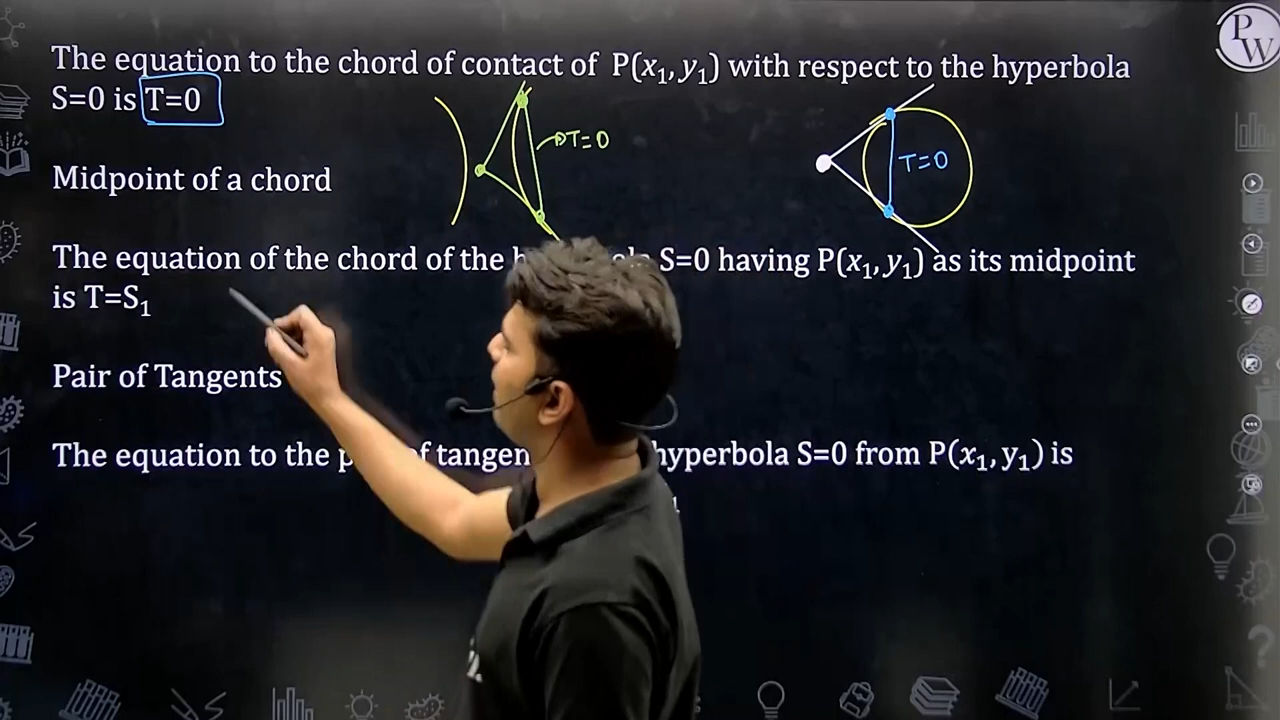 The equation to the chord of contact of P(x₁, y₁) with respect to the hyperbola
S=0 is T=0
T=0
T=0
Midpoint of a chord
The equation of the chord of the S=0 having P(x₁, y₁) as its midpoint
is T=S₁
Pair of Tangents
The equation to the hyperbola S=0 from P(x₁, y₁) is
PW